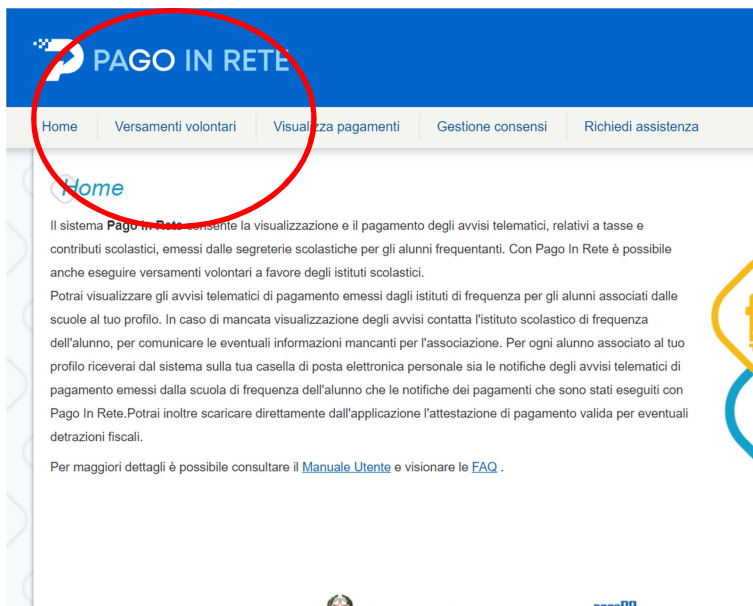 PAGO IN RETE
Home Versamenti volontari Visualizza pagamenti Gestione consensi Richiedi assistenza
Home
Il sistema Pago In Rete consente la visualizzazione e il pagamento degli avvisi telematici, relativi a tasse e
contributi scolastici, emessi dalle segreterie scolastiche per gli alunni frequentanti. Con Pago In Rete è possibile
anche eseguire versamenti volontari a favore degli istituti scolastici.
Potrai visualizzare gli avvisi telematici di pagamento emessi dagli istituti di frequenza per gli alunni associati dalle
scuole al tuo profilo. In caso di mancata visualizzazione degli avvisi contatta l'istituto scolastico di frequenza
dell'alunno, per comunicare le eventuali informazioni mancanti per l'associazione. Per ogni alunno associato al tuo
profilo riceverai dal sistema sulla tua casella di posta elettronica personale sia le notifiche degli avvisi telematici di
pagamento emessi dalla scuola di frequenza dell'alunno che le notifiche dei pagamenti che sono stati eseguiti con
Pago In Rete.Potrai inoltre scaricare direttamente dall'applicazione l'attestazione di pagamento valida per eventuali
detrazioni fiscali.
Per maggiori dettagli è possibile consultare il Manuale Utente e visionare le FAQ .